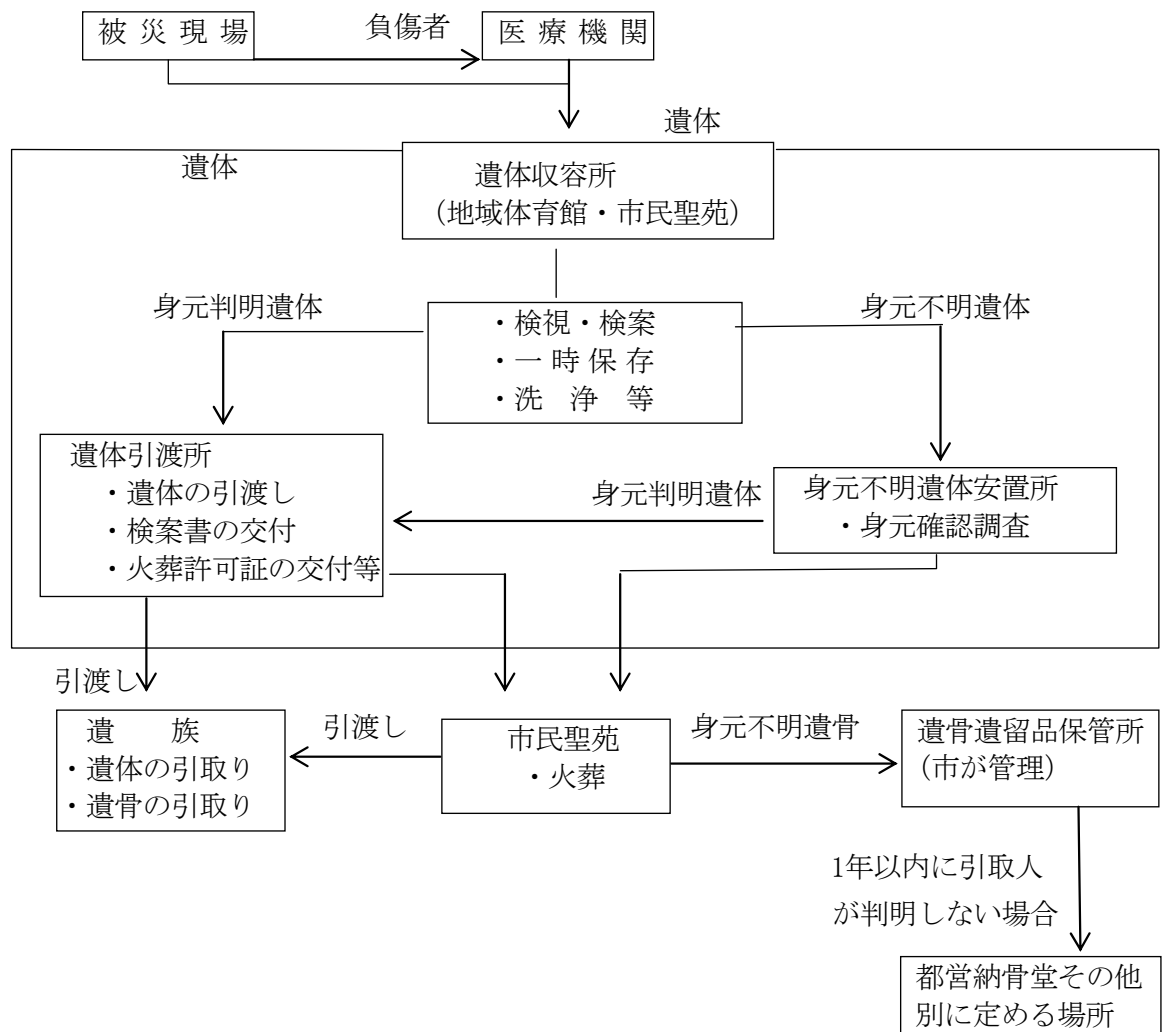 被 災 現 場
負傷者
医 療 機 関
遺体
遺体
遺体収容所
（地域体育館・市民聖苑）
身元判明遺体
・検視・検案
・一 時 保 存
・洗　浄　等
身元不明遺体
遺体引渡所
・遺体の引渡し
・検案書の交付
・火葬許可証の交付等
身元判明遺体
身元不明遺体安置所
・身元確認調査
引渡し
遺　　族
・遺体の引取り
・遺骨の引取り
引渡し
市民聖苑
・火葬
身元不明遺骨
遺骨遺留品保管所
（市が管理）
1年以内に引取人
が判明しない場合
都営納骨堂その他
別に定める場所